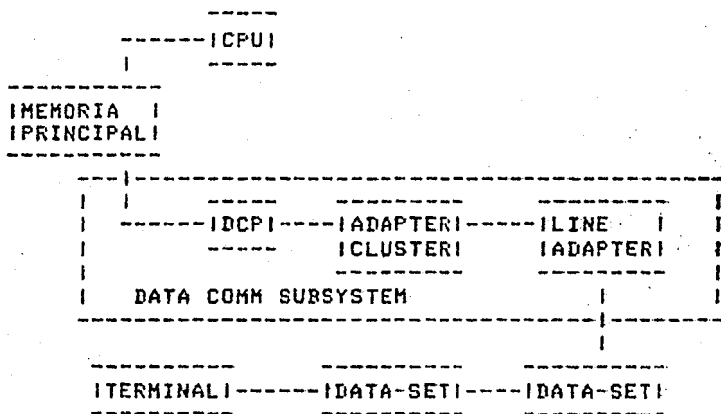 CPU
MEMORIA
PRINCIPAL
DCP ADAPTER LINE
CLUSTER ADAPTER
DATA COMM SUBSYSTEM
TERMINAL DATA-SET DATA-SET